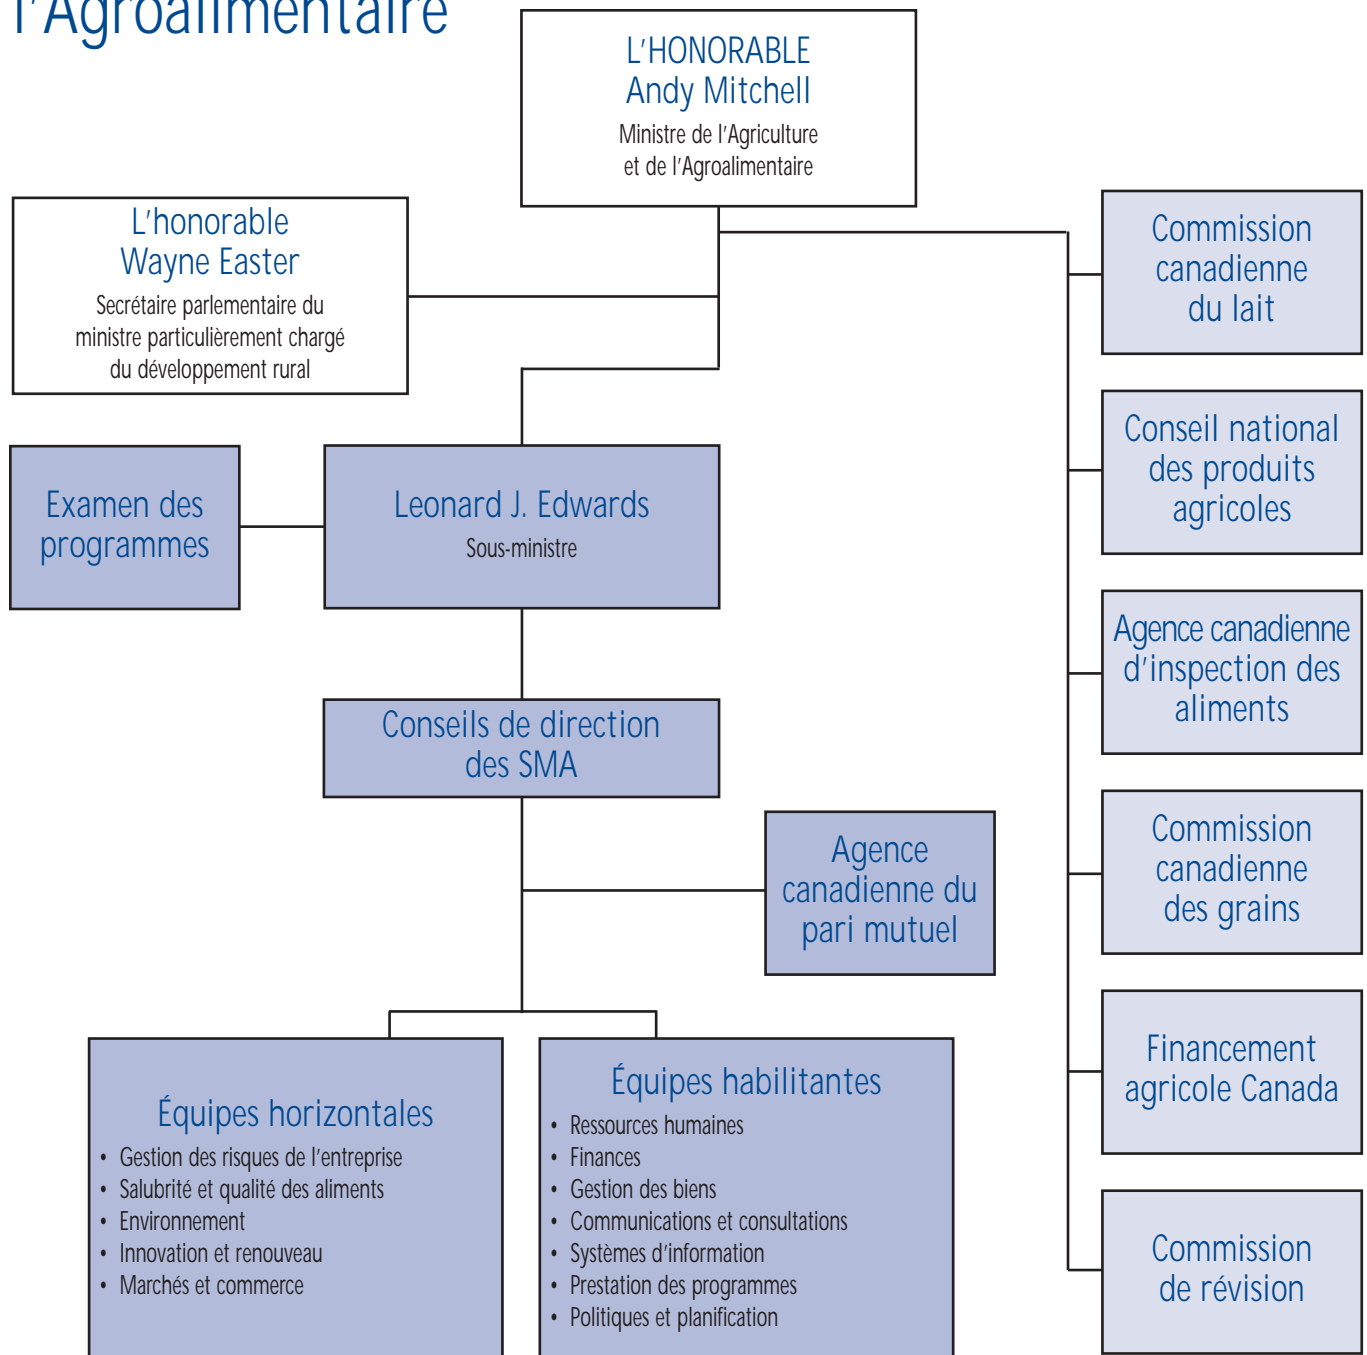 l'Agroalimentaire
L'HONORABLE
Andy Mitchell
Ministre de l'Agriculture
et de l'Agroalimentaire
L'honorable
Wayne Easter
Secrétaire parlementaire du
ministre particulièrement chargé
du développement rural
Examen des
programmes
Leonard J. Edwards
Sous-ministre
Conseils de direction
des SMA
Agence
canadienne du
pari mutuel
Équipes horizontales
• Gestion des risques de l'entreprise
• Salubrité et qualité des aliments
• Environnement
• Innovation et renouveau
• Marchés et commerce
Équipes habilitantes
• Ressources humaines
• Finances
• Gestion des biens
• Communications et consultations
• Systèmes d'information
• Prestation des programmes
• Politiques et planification
Commission
canadienne
du lait
Conseil national
des produits
agricoles
Agence canadienne
d'inspection des
aliments
Commission
canadienne
des grains
Financement
agricole Canada
Commission
de révision